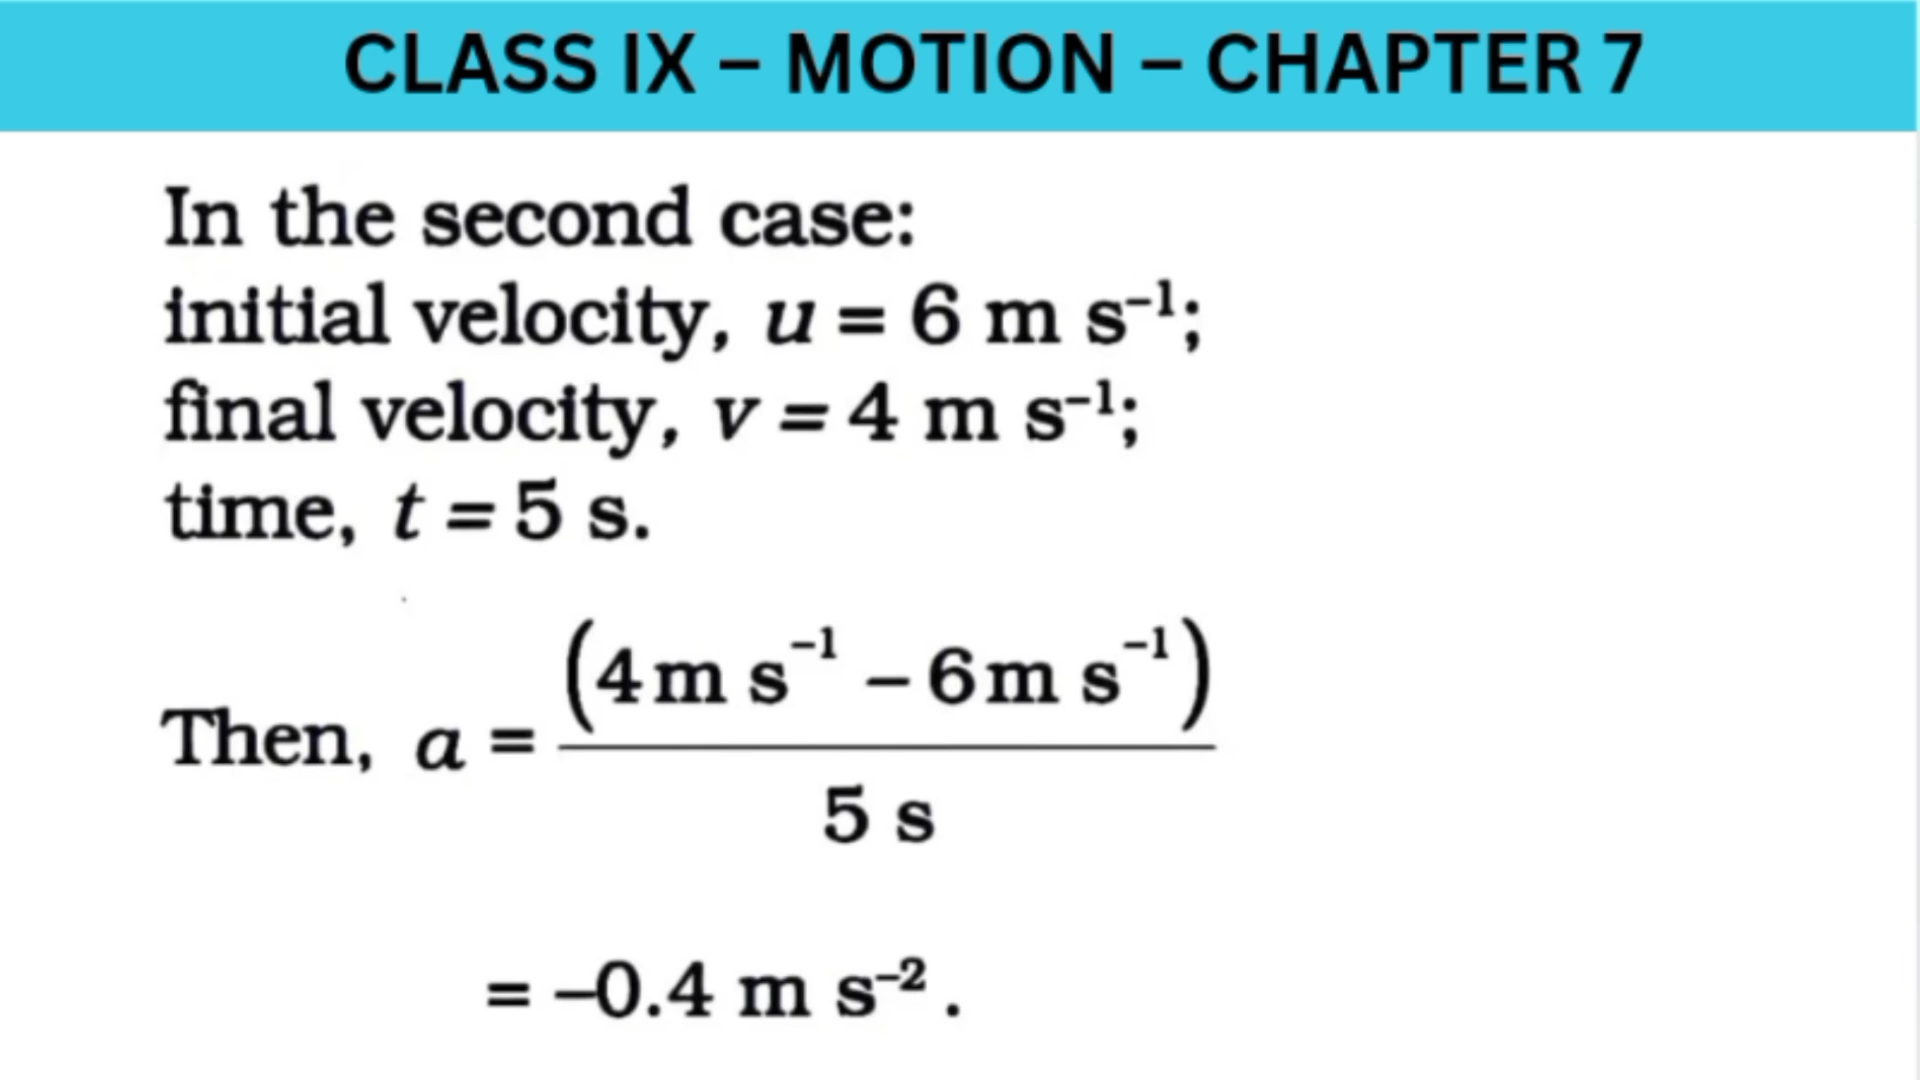 CLASS IX – MOTION – CHAPTER 7
In the second case:
initial velocity, u = 6 m s⁻¹;
final velocity, v = 4 m s⁻¹;
time, t = 5 s.
Then, a = (4 m s⁻¹ – 6 m s⁻¹)
5 s
= –0.4 m s⁻² .